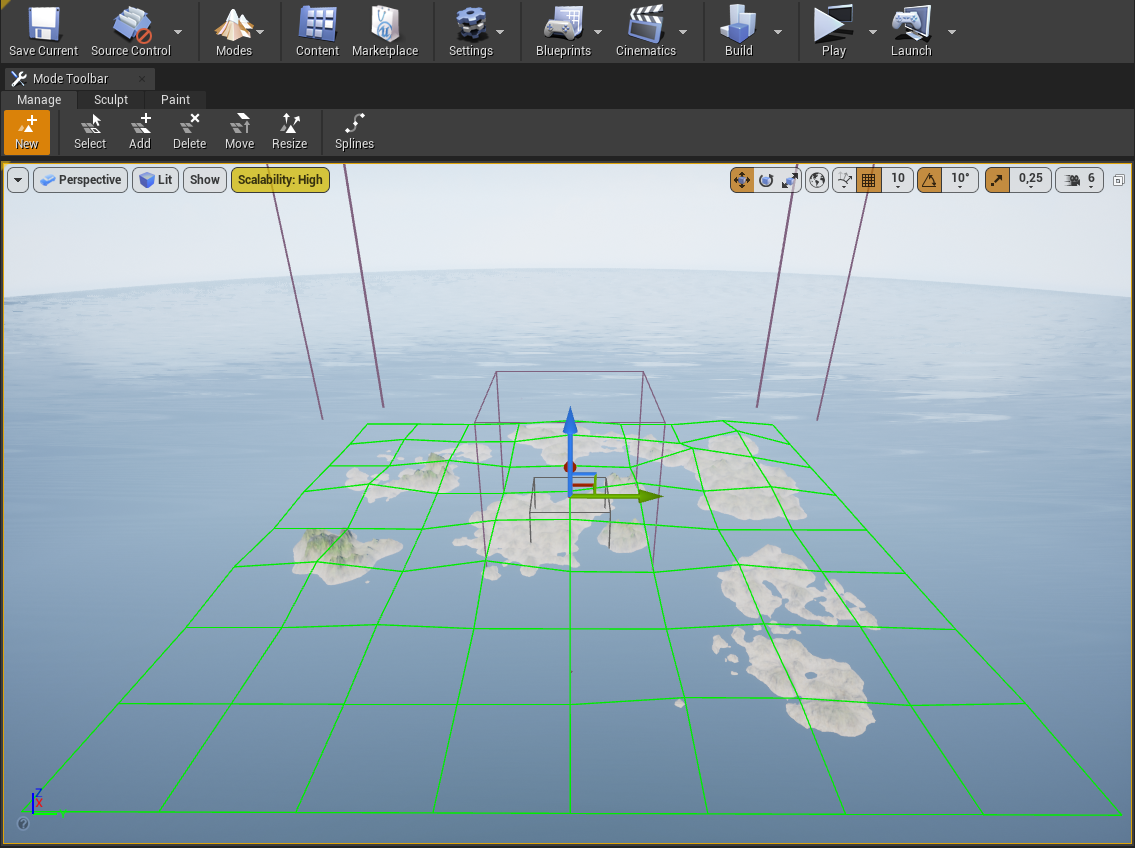 Save Current Source Control Modes Content Marketplace Settings Blueprints Cinematics Build Play Launch
Mode Toolbar
Manage Sculpt Paint
New Select Add Delete Move Resize Splines
Perspective Lit Show Scalability: High 10 10° 0,25 6
Z
X
Y
?